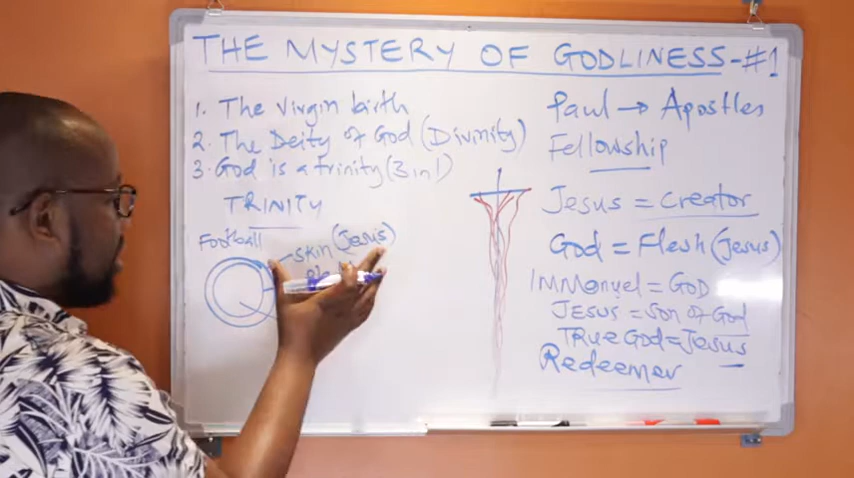 THE MYSTERY OF GODLINESS-#1
1. The virgin birth
2. The Deity of God (Divinity)
3. God is a trinity (3 in 1)
TRINITY
Football
skin (Jesus)
Paul → Apostles
Fellowship
Jesus = Creator
God = Flesh (Jesus)
Immanuel = GOD
JESUS = Son of God
TRUE GOD = Jesus
Redeemer